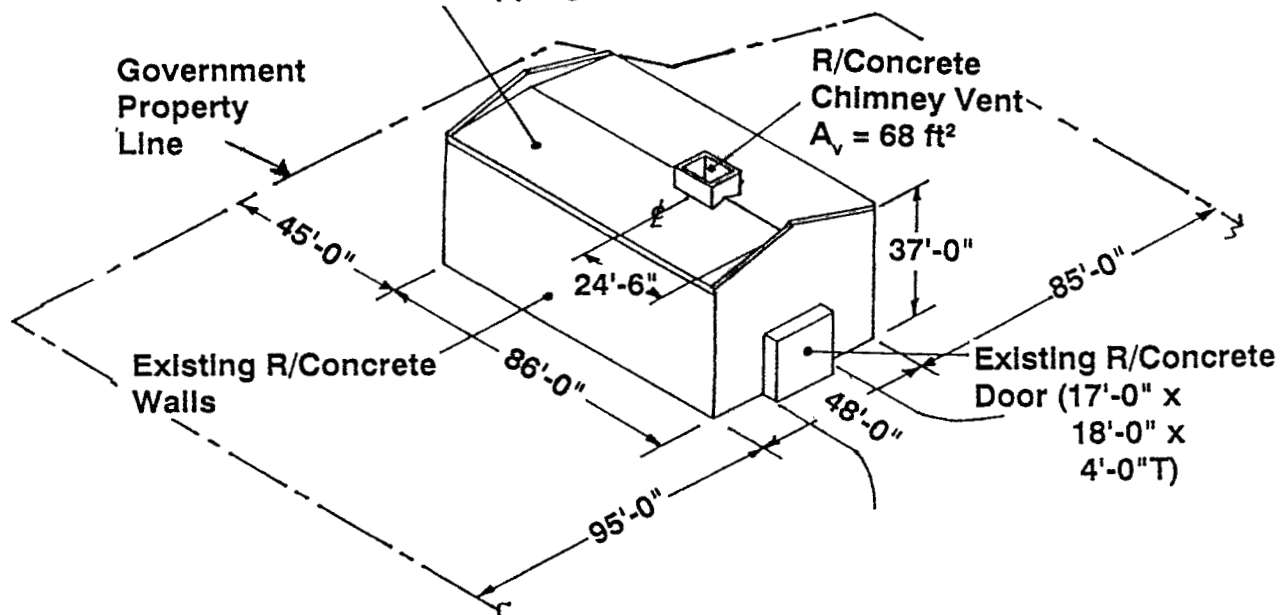 Government
Property
Line
R/Concrete
Chimney Vent
Aᵥ = 68 ft²
45'-0"
℄
24'-6"
37'-0"
85'-0"
Existing R/Concrete
Walls
86'-0"
48'-0"
Existing R/Concrete
Door (17'-0" x
18'-0" x
4'-0"T)
95'-0"